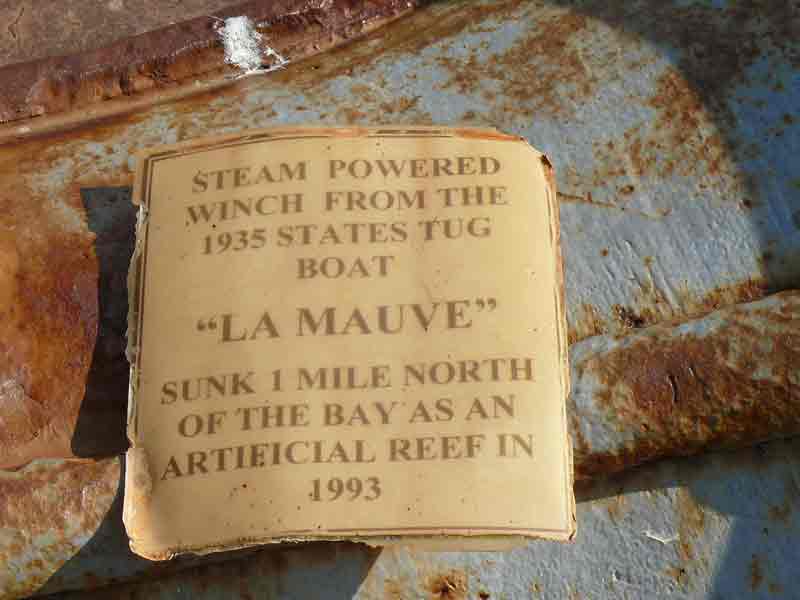 STEAM POWERED
WINCH FROM THE
1935 STATES TUG
BOAT
“LA MAUVE”
SUNK 1 MILE NORTH
OF THE BAY AS AN
ARTIFICIAL REEF IN
1993